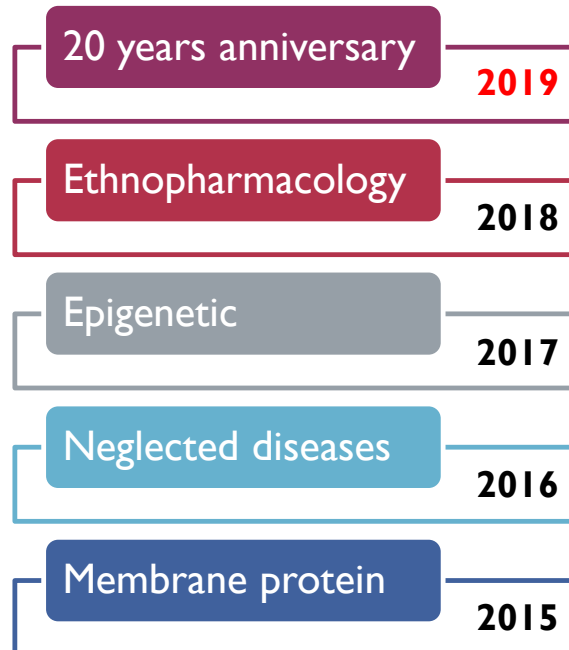 20 years anniversary
2019
Ethnopharmacology
2018
Epigenetic
2017
Neglected diseases
2016
Membrane protein
2015